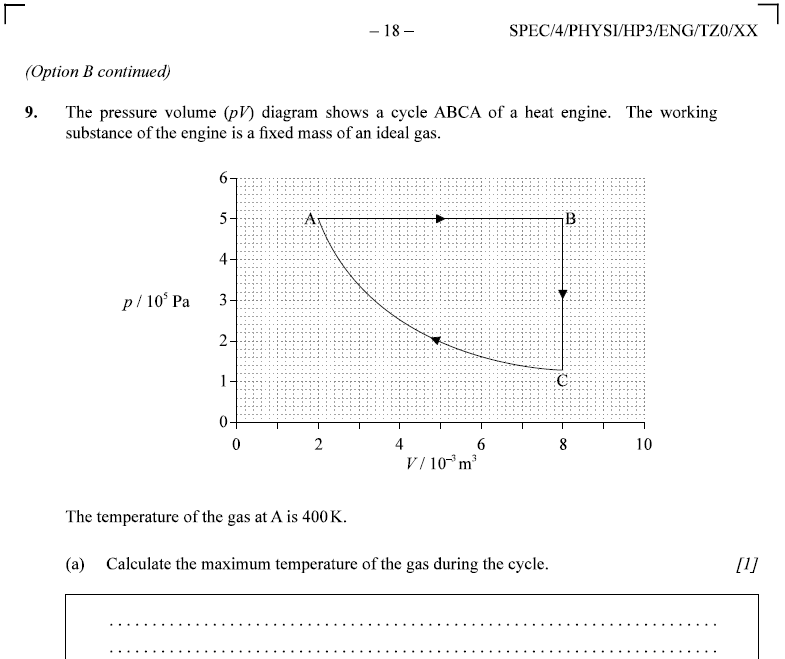 – 18 –
SPEC/4/PHYSI/HP3/ENG/TZ0/XX
(Option B continued)
9. The pressure volume (pV) diagram shows a cycle ABCA of a heat engine. The working
substance of the engine is a fixed mass of an ideal gas.
6
5
4
3
2
1
0
p / 10⁵ Pa
A
B
C
0 2 4 6 8 10
V / 10⁻³ m³
The temperature of the gas at A is 400 K.
(a) Calculate the maximum temperature of the gas during the cycle. [1]